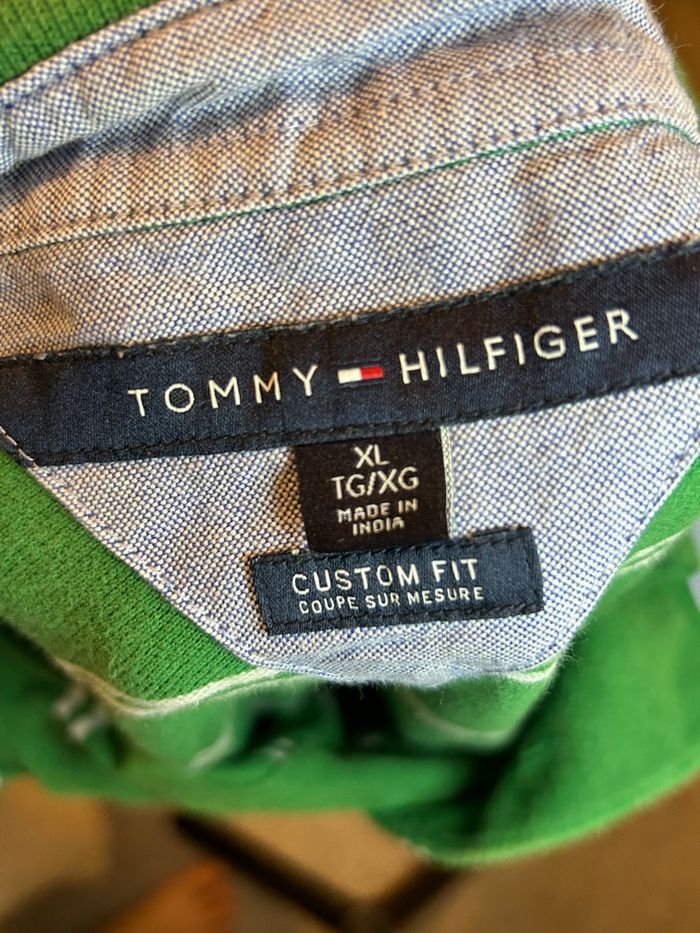 TOMMY HILFIGER
XL
TG/XG
MADE IN
INDIA
CUSTOM FIT
COUPE SUR MESURE